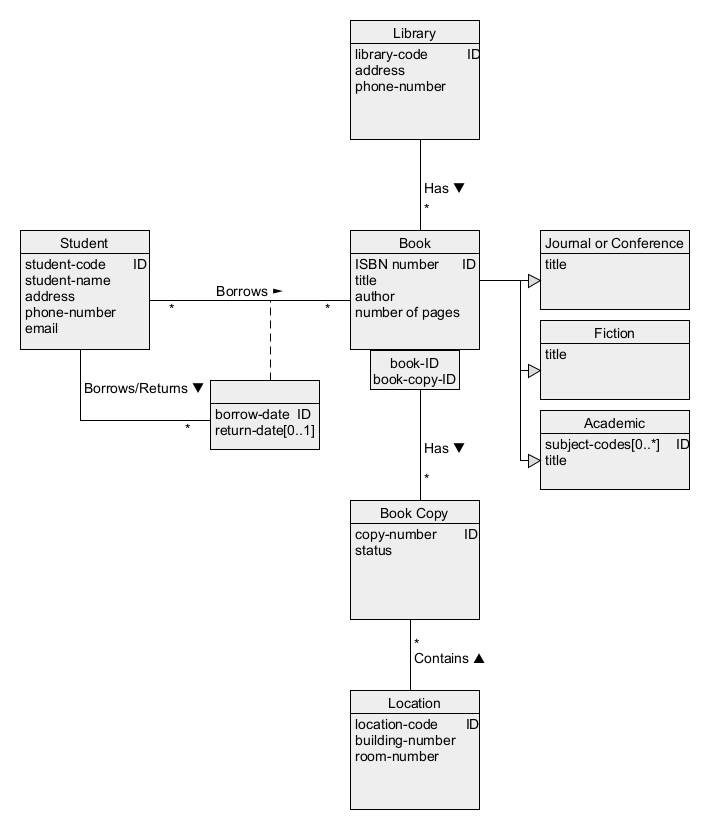 Library
library-code ID
address
phone-number
Has ▼
*
Student
student-code ID
student-name
address
phone-number
email
Borrows ►
*
*
Book
ISBN number ID
title
author
number of pages
book-ID
book-copy-ID
Journal or Conference
title
Fiction
title
Academic
subject-codes[0..*] ID
title
Borrows/Returns ▼
*
borrow-date ID
return-date[0..1]
Has ▼
*
Book Copy
copy-number ID
status
*
Contains ▲
Location
location-code ID
building-number
room-number